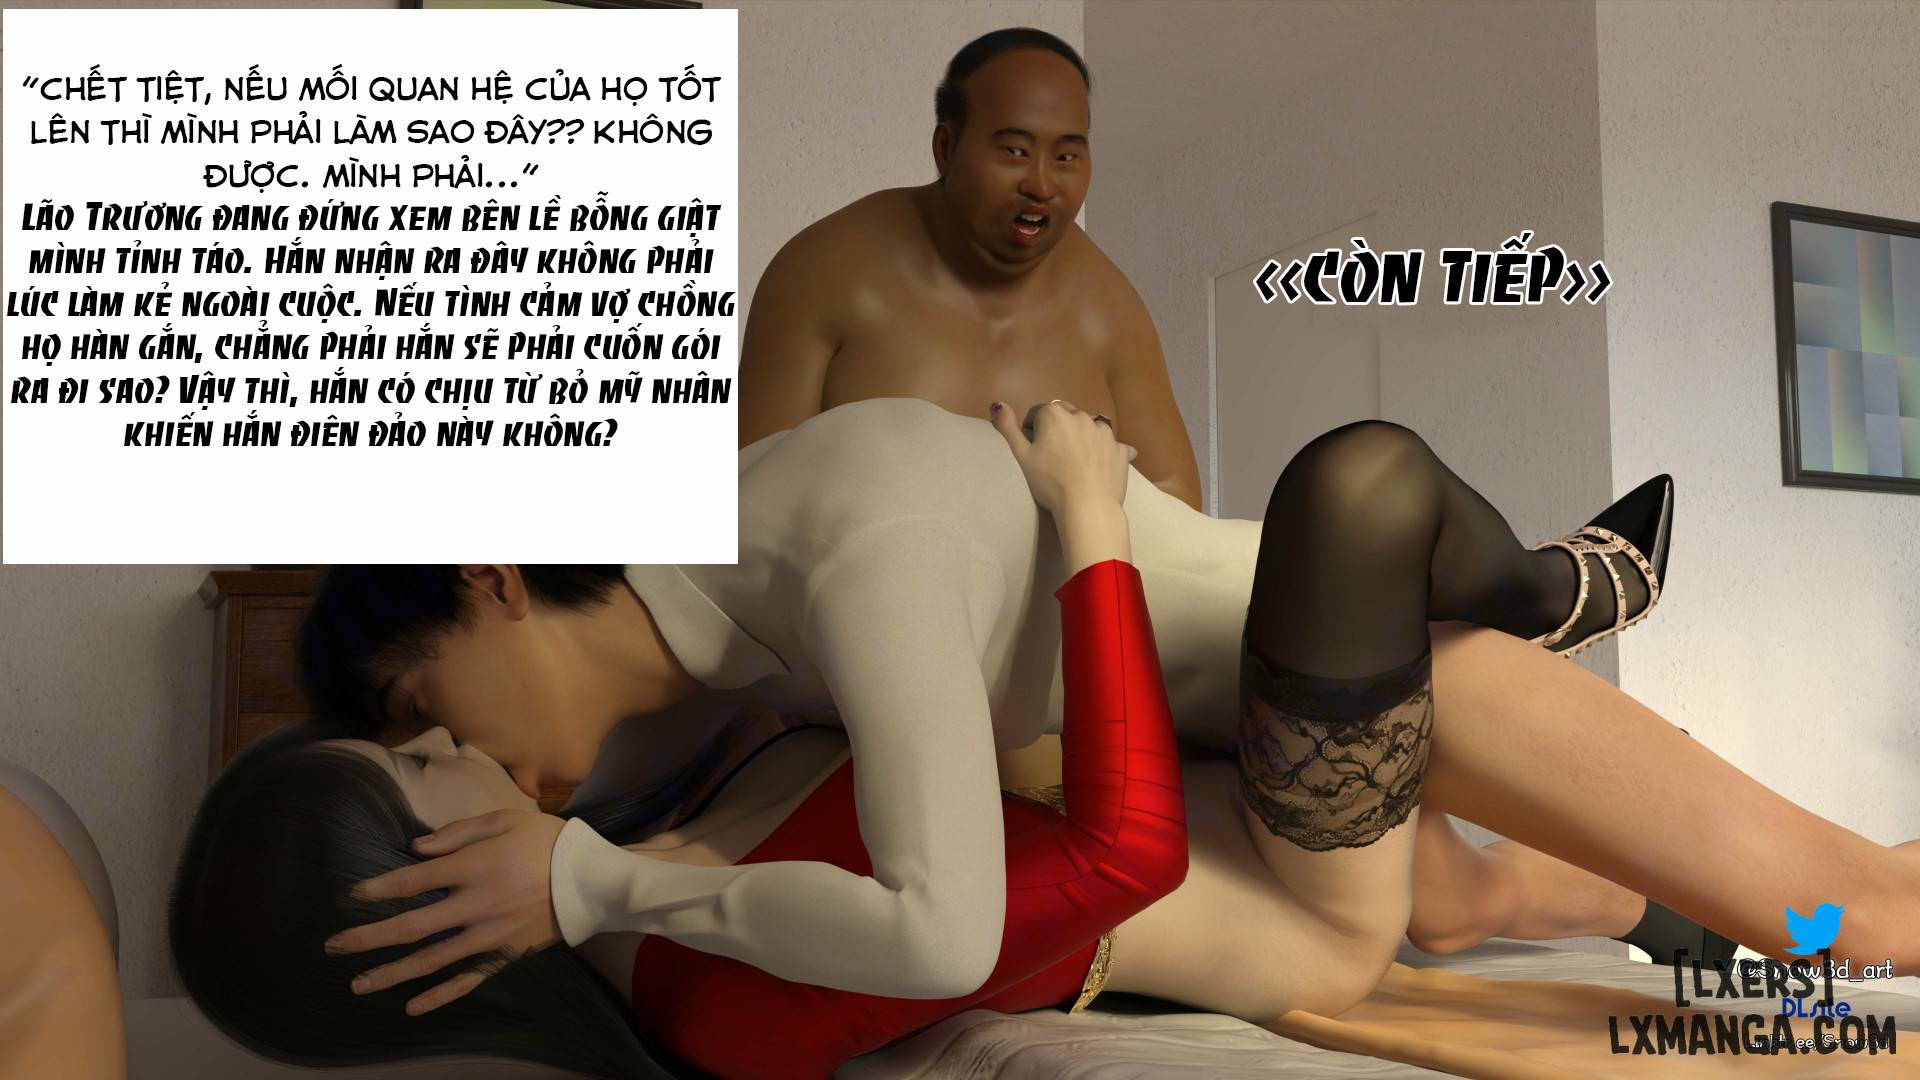 "CHẾT TIỆT, NẾU MỐI QUAN HỆ CỦA HỌ TỐT
LÊN THÌ MÌNH PHẢI LÀM SAO ĐÂY?? KHÔNG
ĐƯỢC. MÌNH PHẢI..."
LÃO TRƯƠNG ĐANG ĐỨNG XEM BÊN LỀ BỖNG GIẬT
MÌNH TỈNH TÁO. HẮN NHẬN RA ĐÂY KHÔNG PHẢI
LÚC LÀM KẺ NGOÀI CUỘC. NẾU TÌNH CẢM VỢ CHỒNG
HỌ HÀN GẮN, CHẲNG PHẢI HẮN SẼ PHẢI CUỐN GÓI
RA ĐI SAO? VẬY THÌ, HẮN CÓ CHỊU TỪ BỎ MỸ NHÂN
KHIẾN HẮN ĐIÊN ĐẢO NÀY KHÔNG?
<<CÒN TIẾP>>
@Snow3d_art
[LXERS]
DLsite
LXMANGA.COM
Linktr.ee/Snow3d